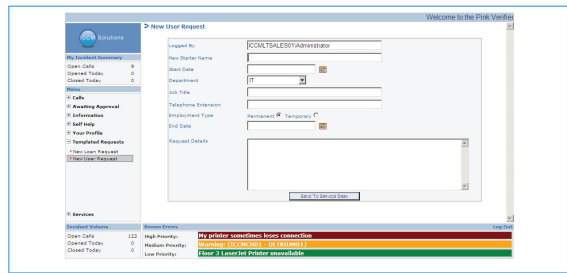 Welcome to the Pink Verifie
ICCM Solutions
> New User Request
Logged By ICCMLTSALES01\Administrator
New Starter Name
Start Date
Department IT
Job Title
Telephone Extension
Employment Type Permanent Temporary
End Date
Request Details
Send To Service Desk
My Incident Summary
Open Calls 9
Opened Today 0
Closed Today 0
Menu
Calls
Awaiting Approval
Information
Self Help
Your Profile
Templated Requests
New Loan Request
New User Request
Services
Incident Volume
Open Calls 122
Opened Today 0
Closed Today 0
Known Errors Log Out
High Priority: My printer sometimes loses connection
Medium Priority: Warning: [ICCMCM01 - ULTRIUM01]
Low Priority: Floor 3 LaserJet Printer unavailable